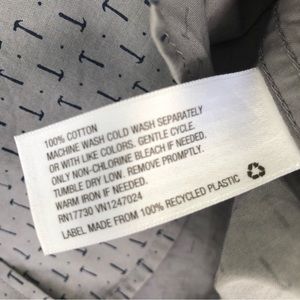 100% COTTON
MACHINE WASH COLD WASH SEPARATELY
OR WITH LIKE COLORS. GENTLE CYCLE.
ONLY NON-CHLORINE BLEACH IF NEEDED.
TUMBLE DRY LOW. REMOVE PROMPTLY.
WARM IRON IF NEEDED.
RN17730 VN1247024
LABEL MADE FROM 100% RECYCLED PLASTIC